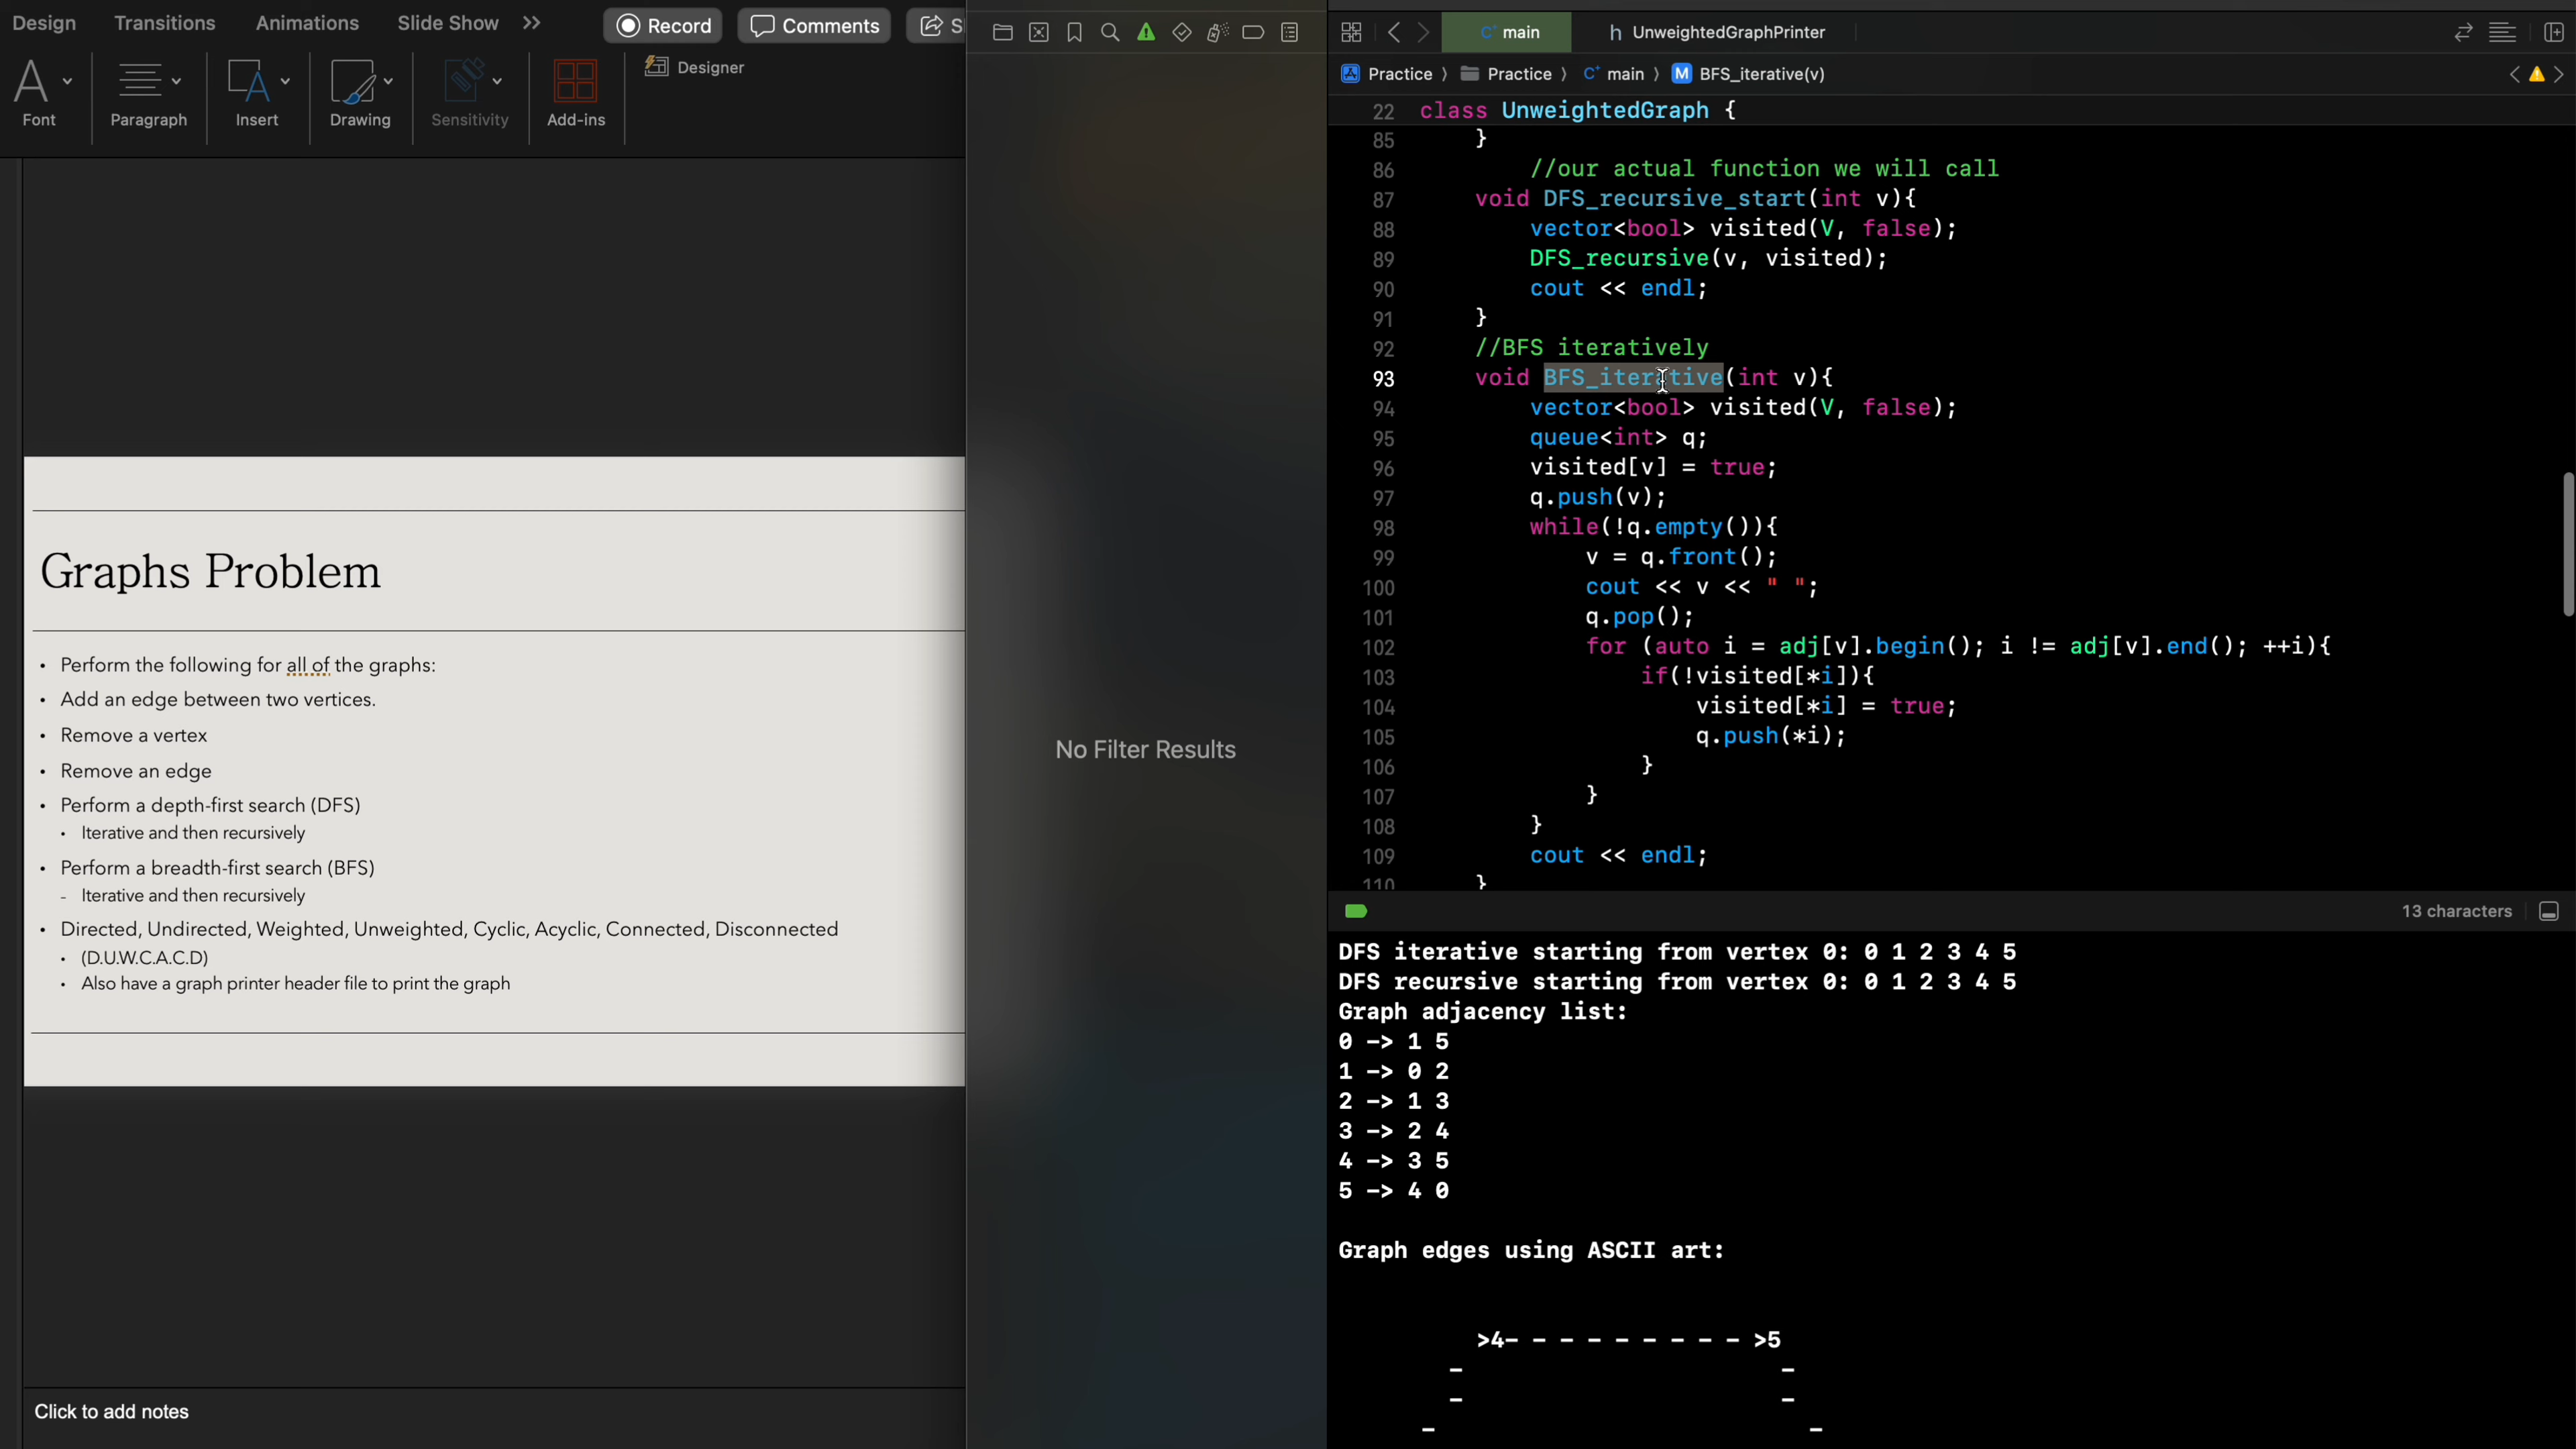 Design Transitions Animations Slide Show >> Record Comments S
Font Paragraph Insert Drawing Sensitivity Add-ins Designer
Graphs Problem
• Perform the following for all of the graphs:
• Add an edge between two vertices.
• Remove a vertex
• Remove an edge
• Perform a depth-first search (DFS)
• Iterative and then recursively
• Perform a breadth-first search (BFS)
- Iterative and then recursively
• Directed, Undirected, Weighted, Unweighted, Cyclic, Acyclic, Connected, Disconnected
• (D.U.W.C.A.C.D)
• Also have a graph printer header file to print the graph
Click to add notes
No Filter Results
main UnweightedGraphPrinter
Practice > Practice > main > M BFS_iterative(v)
22 class UnweightedGraph {
85 }
86 //our actual function we will call
87 void DFS_recursive_start(int v){
88 vector<bool> visited(V, false);
89 DFS_recursive(v, visited);
90 cout << endl;
91 }
92 //BFS iteratively
93 void BFS_iterative(int v){
94 vector<bool> visited(V, false);
95 queue<int> q;
96 visited[v] = true;
97 q.push(v);
98 while(!q.empty()){
99 v = q.front();
100 cout << v << " ";
101 q.pop();
102 for (auto i = adj[v].begin(); i != adj[v].end(); ++i){
103 if(!visited[*i]){
104 visited[*i] = true;
105 q.push(*i);
106 }
107 }
108 }
109 cout << endl;
110 }
13 characters
DFS iterative starting from vertex 0: 0 1 2 3 4 5
DFS recursive starting from vertex 0: 0 1 2 3 4 5
Graph adjacency list:
0 -> 1 5
1 -> 0 2
2 -> 1 3
3 -> 2 4
4 -> 3 5
5 -> 4 0
Graph edges using ASCII art:
>4- - - - - - - - - >5
- -
- -
- -